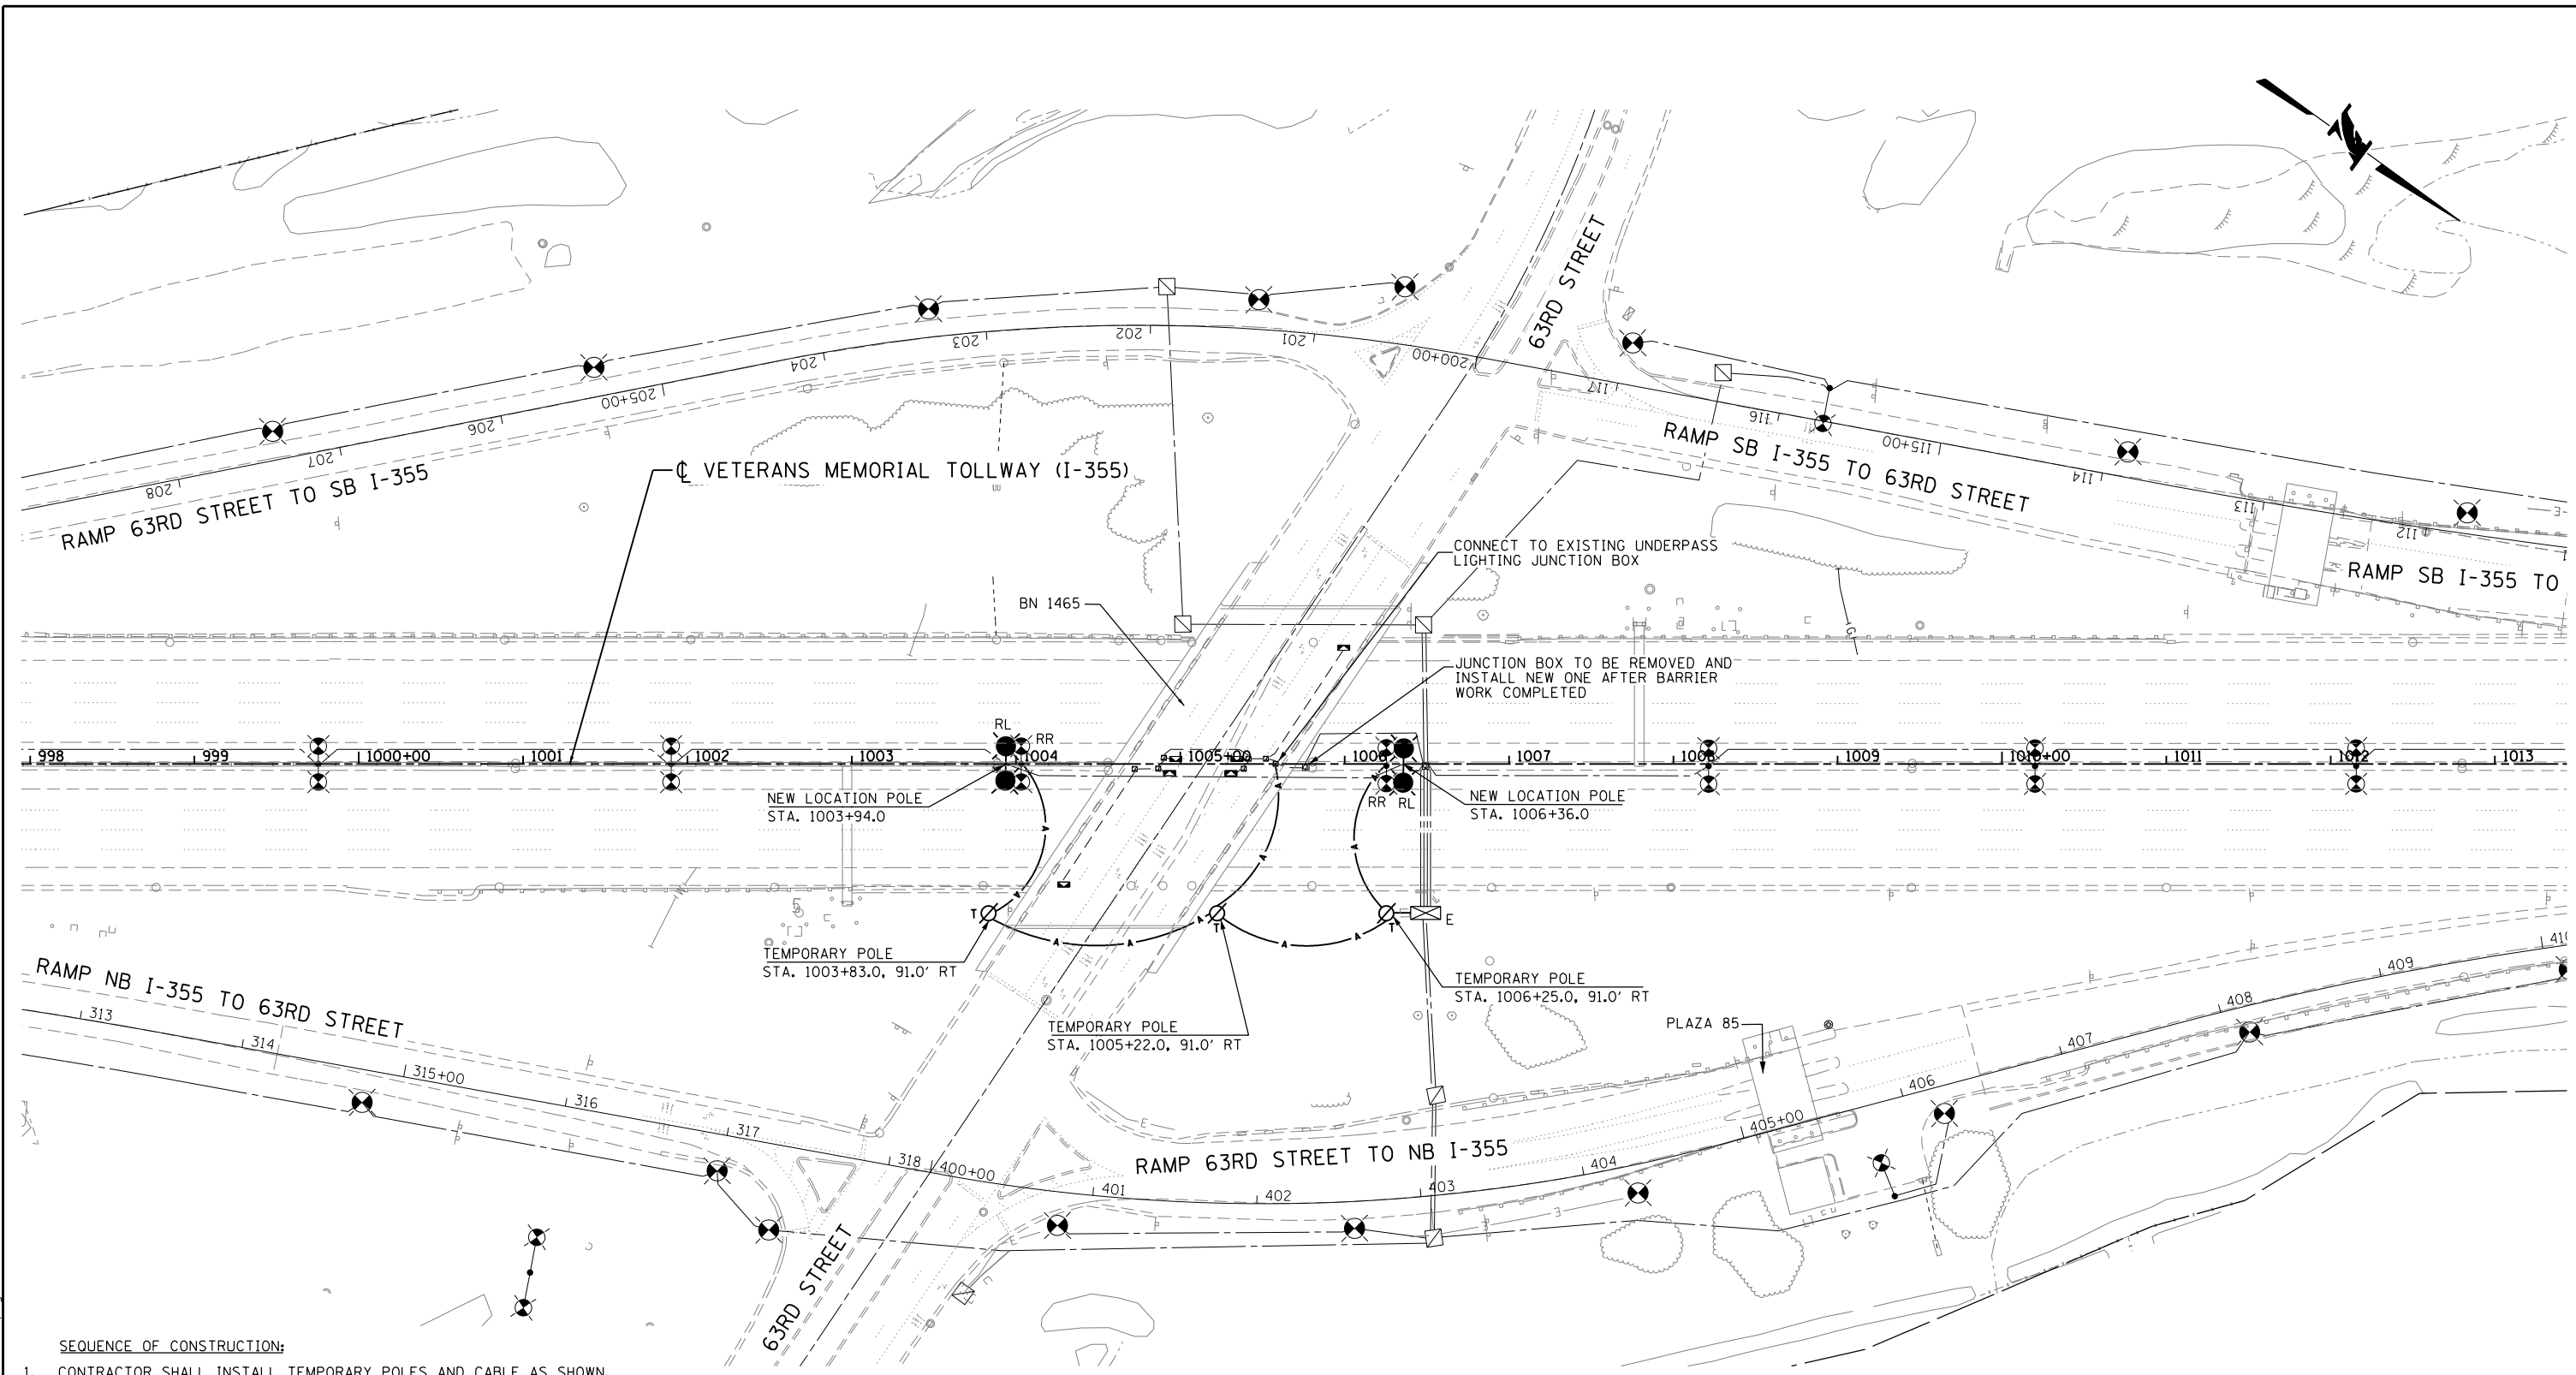 63RD STREET
203
202
201
200+00
204
205+00
206
207
208
117
116
115+00
114
113
112
RAMP 63RD STREET TO SB I-355
℄ VETERANS MEMORIAL TOLLWAY (I-355)
RAMP SB I-355 TO 63RD STREET
RAMP SB I-355 TO
CONNECT TO EXISTING UNDERPASS
LIGHTING JUNCTION BOX
BN 1465
G
JUNCTION BOX TO BE REMOVED AND
INSTALL NEW ONE AFTER BARRIER
WORK COMPLETED
RL
RR
998
999
1000+00
1001
1002
1003
1004
1005+00
1006
1007
1008
1009
1010+00
1011
1012
1013
NEW LOCATION POLE
STA. 1003+94.0
RR
RL
NEW LOCATION POLE
STA. 1006+36.0
A
A
A
A
A
A
T
T
T
E
A
A
A
A
A
TEMPORARY POLE
STA. 1003+83.0, 91.0' RT
TEMPORARY POLE
STA. 1006+25.0, 91.0' RT
TEMPORARY POLE
STA. 1005+22.0, 91.0' RT
RAMP NB I-355 TO 63RD STREET
313
314
315+00
316
317
318
400+00
401
402
403
404
405+00
406
407
408
409
PLAZA 85
E
RAMP 63RD STREET TO NB I-355
E
E
63RD STREET
SEQUENCE OF CONSTRUCTION:
1. CONTRACTOR SHALL INSTALL TEMPORARY POLES AND CABLE AS SHOWN.